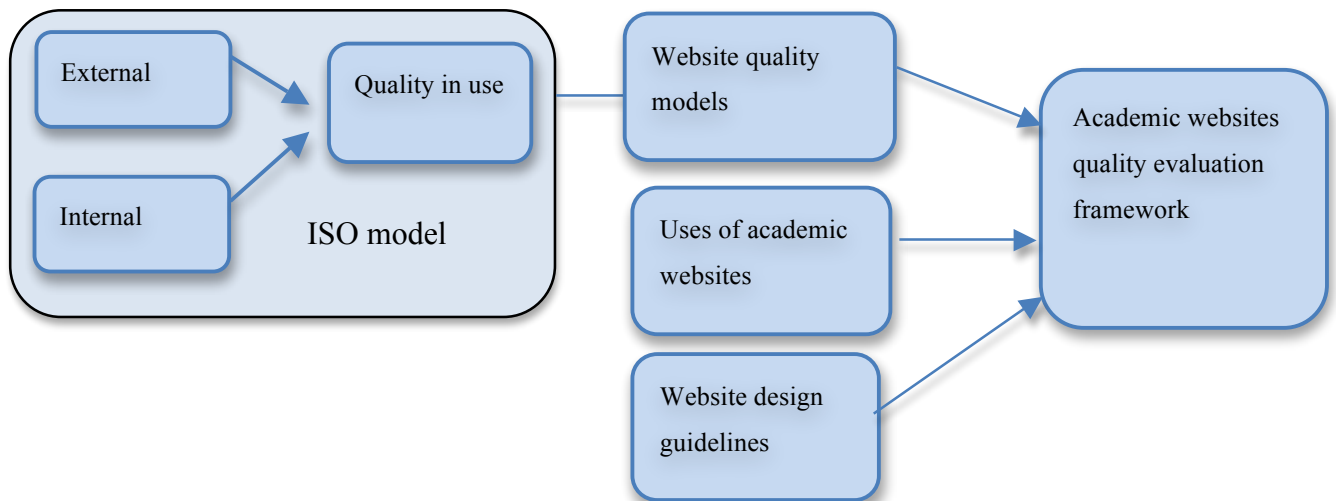 External
Internal
Quality in use
ISO model
Website quality
models
Uses of academic
websites
Website design
guidelines
Academic websites
quality evaluation
framework